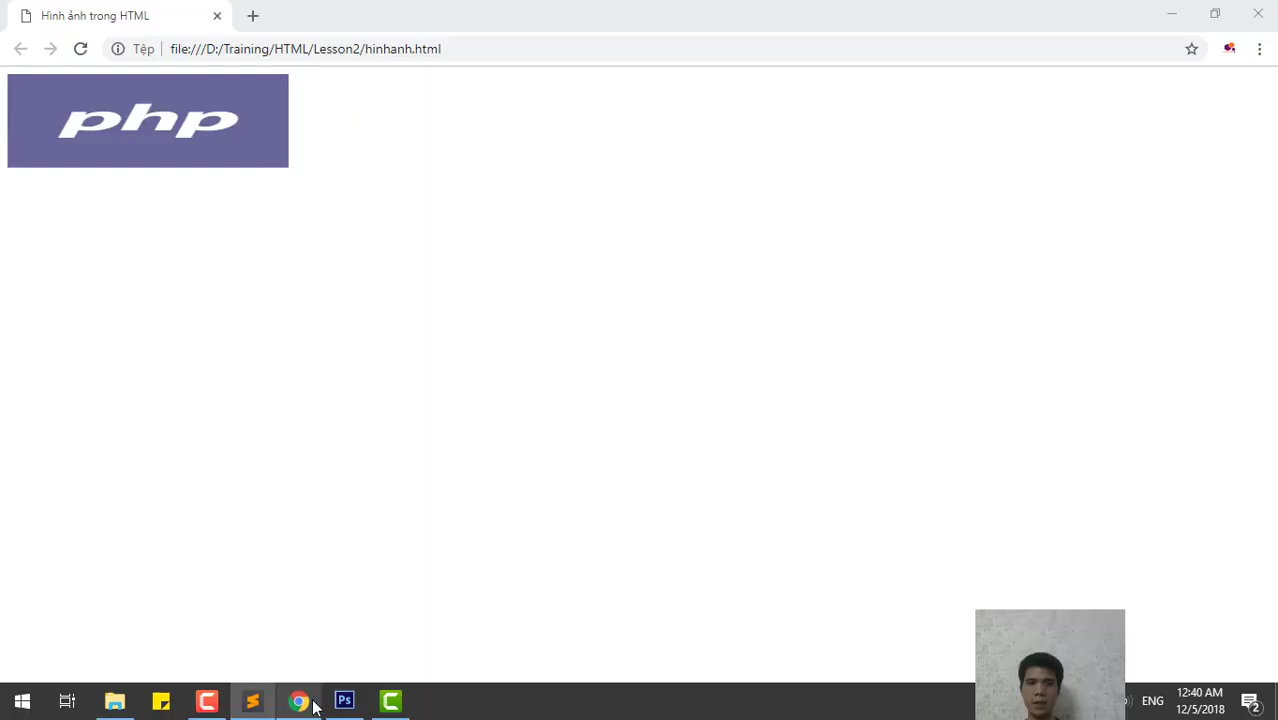 Hình ảnh trong HTML
Tệp file:///D:/Training/HTML/Lesson2/hinhanh.html
php
Ps
ENG
12:40 AM
12/5/2018
2